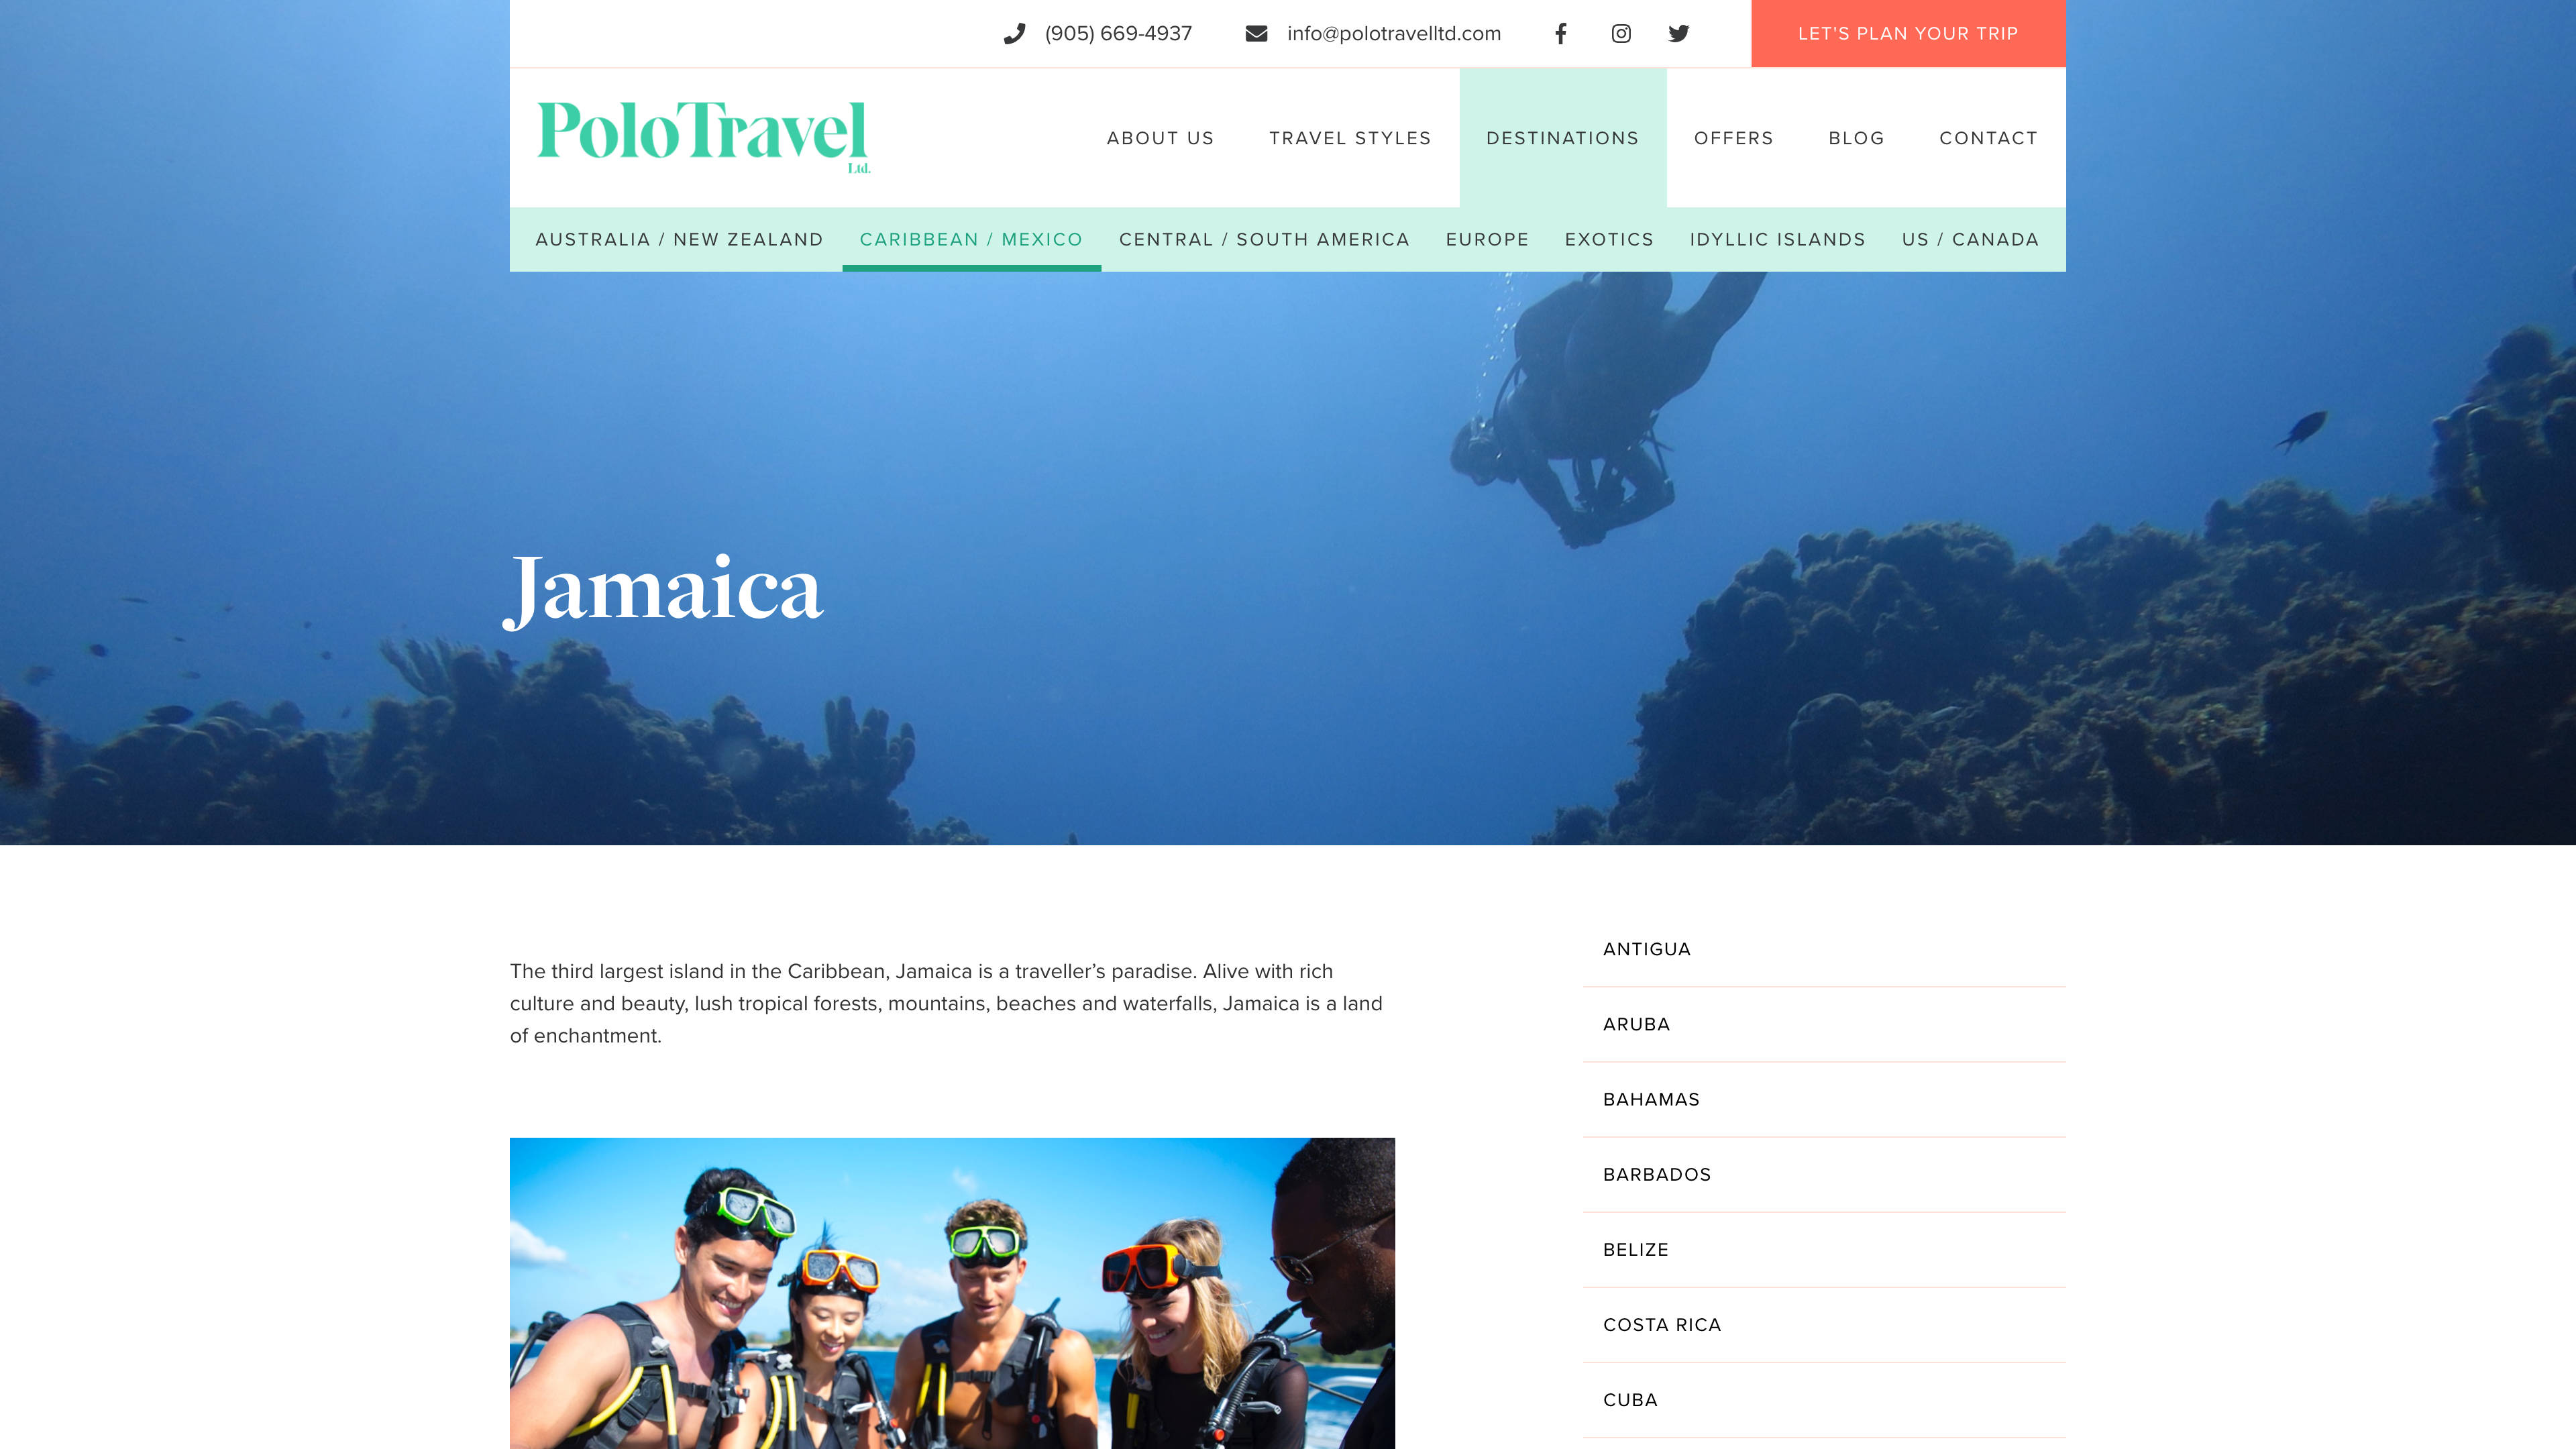 (905) 669-4937 info@polotravelltd.com LET'S PLAN YOUR TRIP
PoloTravel
Ltd.
ABOUT US TRAVEL STYLES DESTINATIONS OFFERS BLOG CONTACT
AUSTRALIA / NEW ZEALAND CARIBBEAN / MEXICO CENTRAL / SOUTH AMERICA EUROPE EXOTICS IDYLLIC ISLANDS US / CANADA
Jamaica
The third largest island in the Caribbean, Jamaica is a traveller’s paradise. Alive with rich
culture and beauty, lush tropical forests, mountains, beaches and waterfalls, Jamaica is a land
of enchantment.
ANTIGUA
ARUBA
BAHAMAS
BARBADOS
BELIZE
COSTA RICA
CUBA